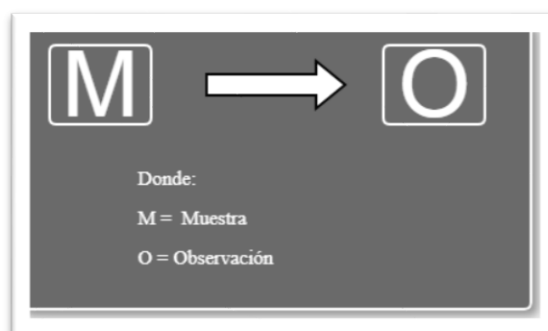 M O
Donde:
M = Muestra
O = Observación